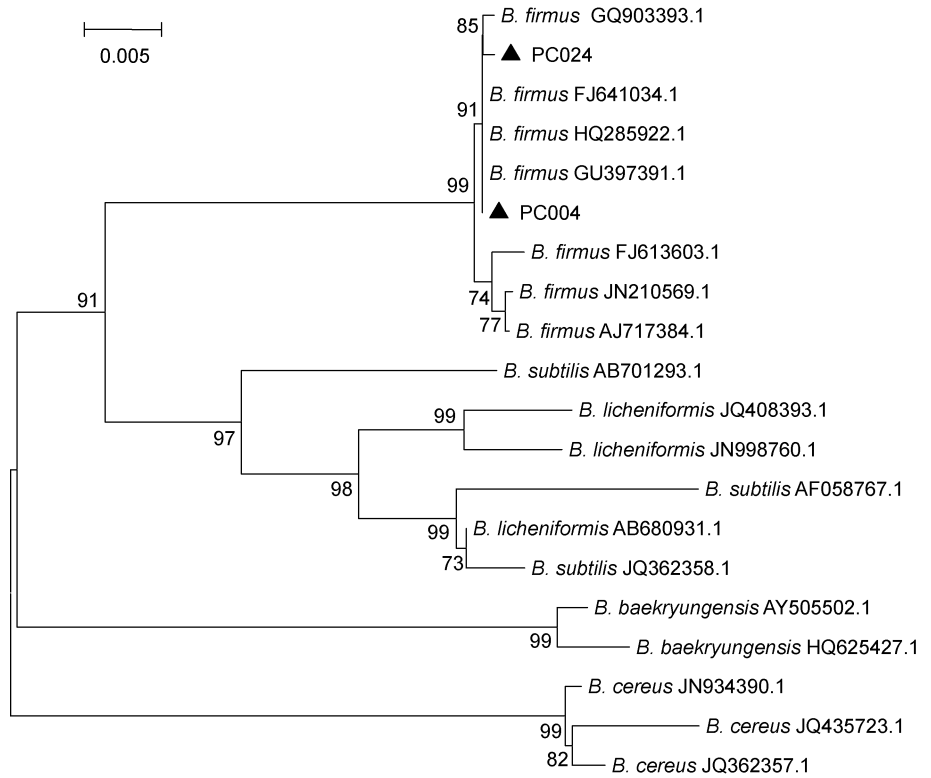 85
B. firmus GQ903393.1
0.005
PC024
91
B. firmus FJ641034.1
B. firmus HQ285922.1
99
B. firmus GU397391.1
PC004
B. firmus FJ613603.1
74
B. firmus JN210569.1
91
77
B. firmus AJ717384.1
B. subtilis AB701293.1
99
B. licheniformis JQ408393.1
97
B. licheniformis JN998760.1
98
B. subtilis AF058767.1
99
B. licheniformis AB680931.1
73
B. subtilis JQ362358.1
B. baekryungensis AY505502.1
99
B. baekryungensis HQ625427.1
B. cereus JN934390.1
99
B. cereus JQ435723.1
82
B. cereus JQ362357.1